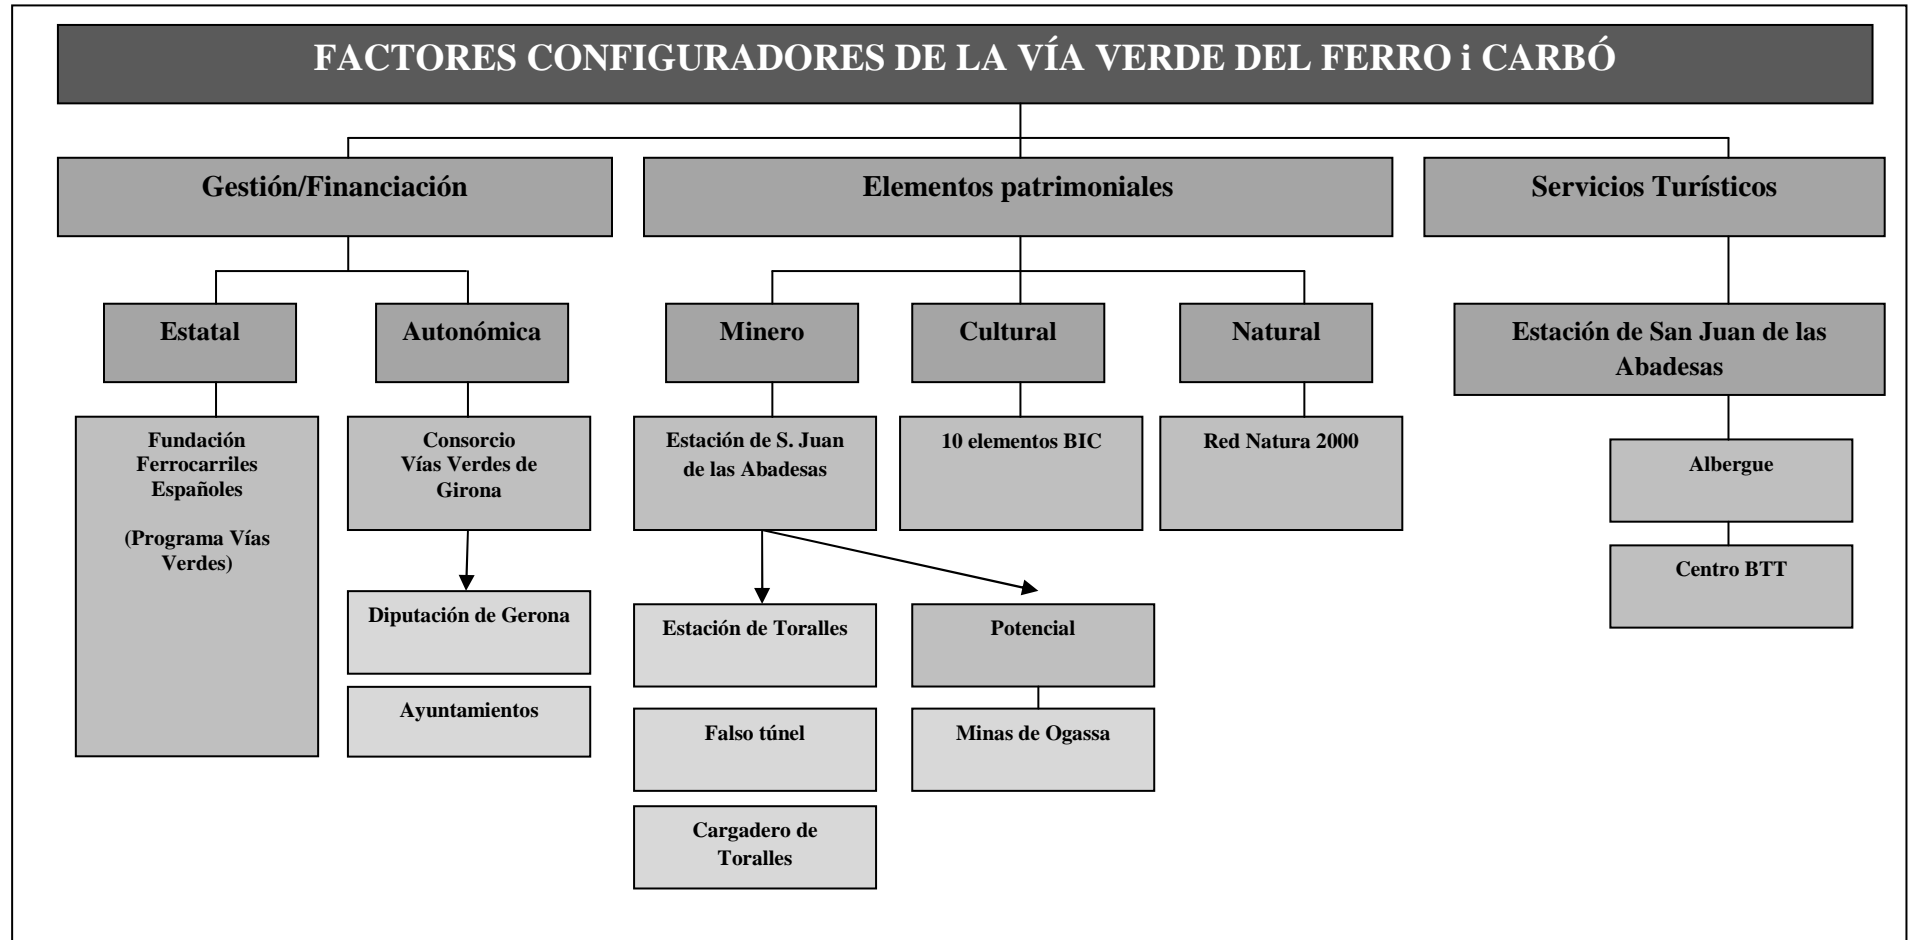 FACTORES CONFIGURADORES DE LA VÍA VERDE DEL FERRO i CARBÓ
Gestión/Financiación
Elementos patrimoniales
Servicios Turísticos
Estatal
Autonómica
Minero
Cultural
Natural
Estación de San Juan de las
Abadesas
Fundación
Ferrocarriles
Españoles
(Programa Vías
Verdes)
Consorcio
Vías Verdes de
Girona
Estación de S. Juan
de las Abadesas
10 elementos BIC
Red Natura 2000
Albergue
Centro BTT
Diputación de Gerona
Ayuntamientos
Estación de Toralles
Potencial
Falso túnel
Minas de Ogassa
Cargadero de
Toralles